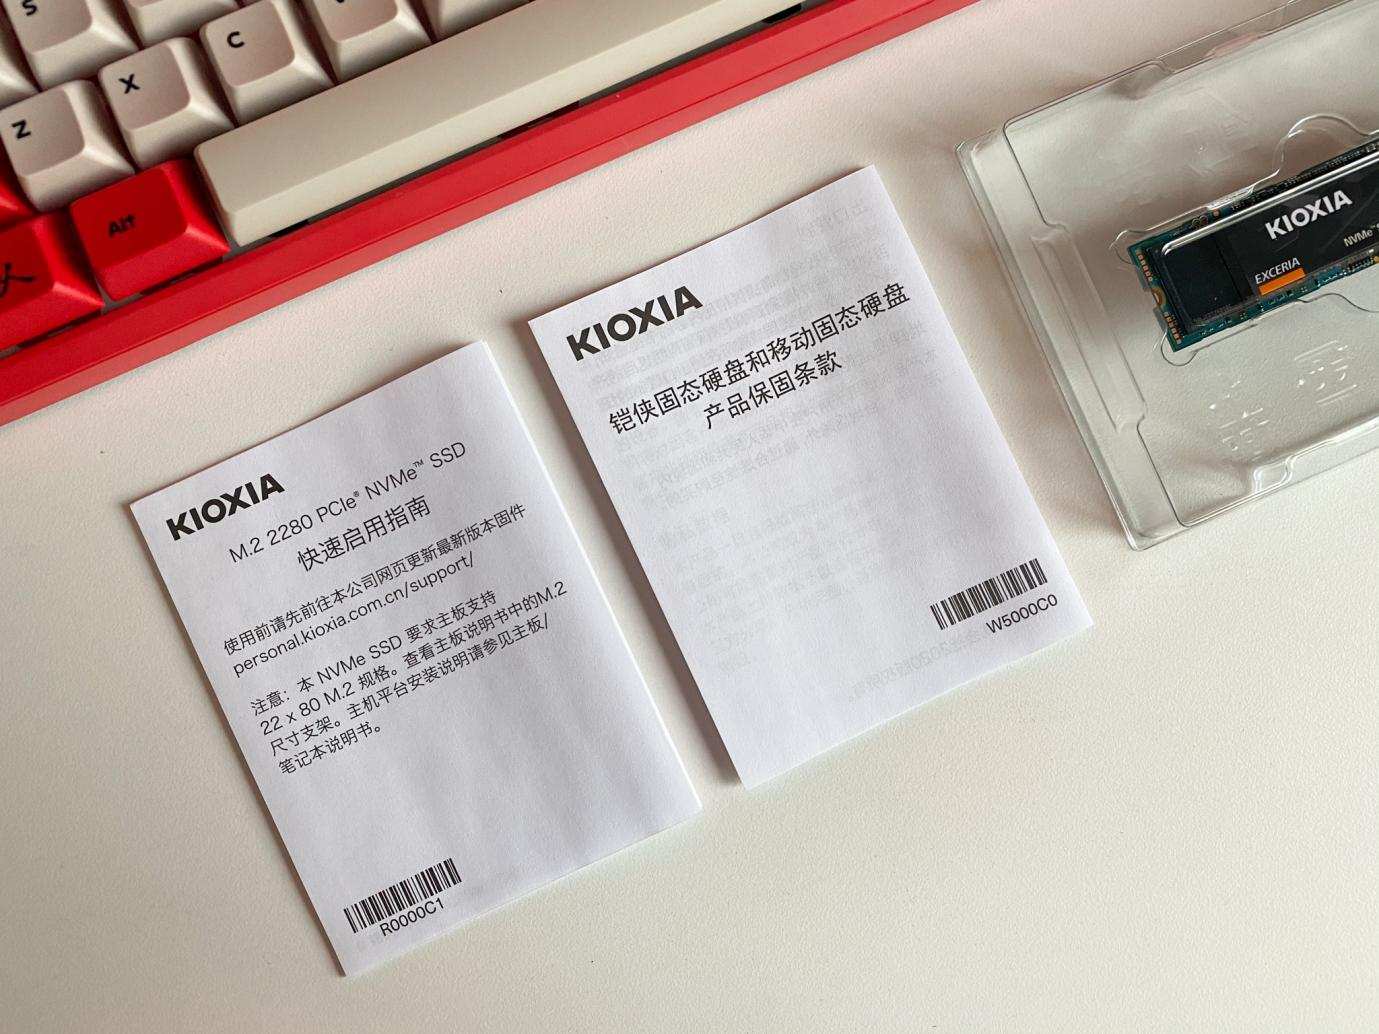 S
Z
X
C
Alt
KIOXIA
M.2 2280 PCIe® NVMe™ SSD
快速启用指南
使用前请先前往本公司网页更新最新版本固件
personal.kioxia.com.cn/support/
注意：本 NVMe SSD 要求主板支持
22 x 80 M.2 规格。查看主板说明书中的M.2
尺寸支架。主机平台安装说明请参见主板/
笔记本说明书。
R0000C1
KIOXIA
铠侠固态硬盘和移动固态硬盘
产品保固条款
W5000C0
KIOXIA
NVMe™
EXCERIA